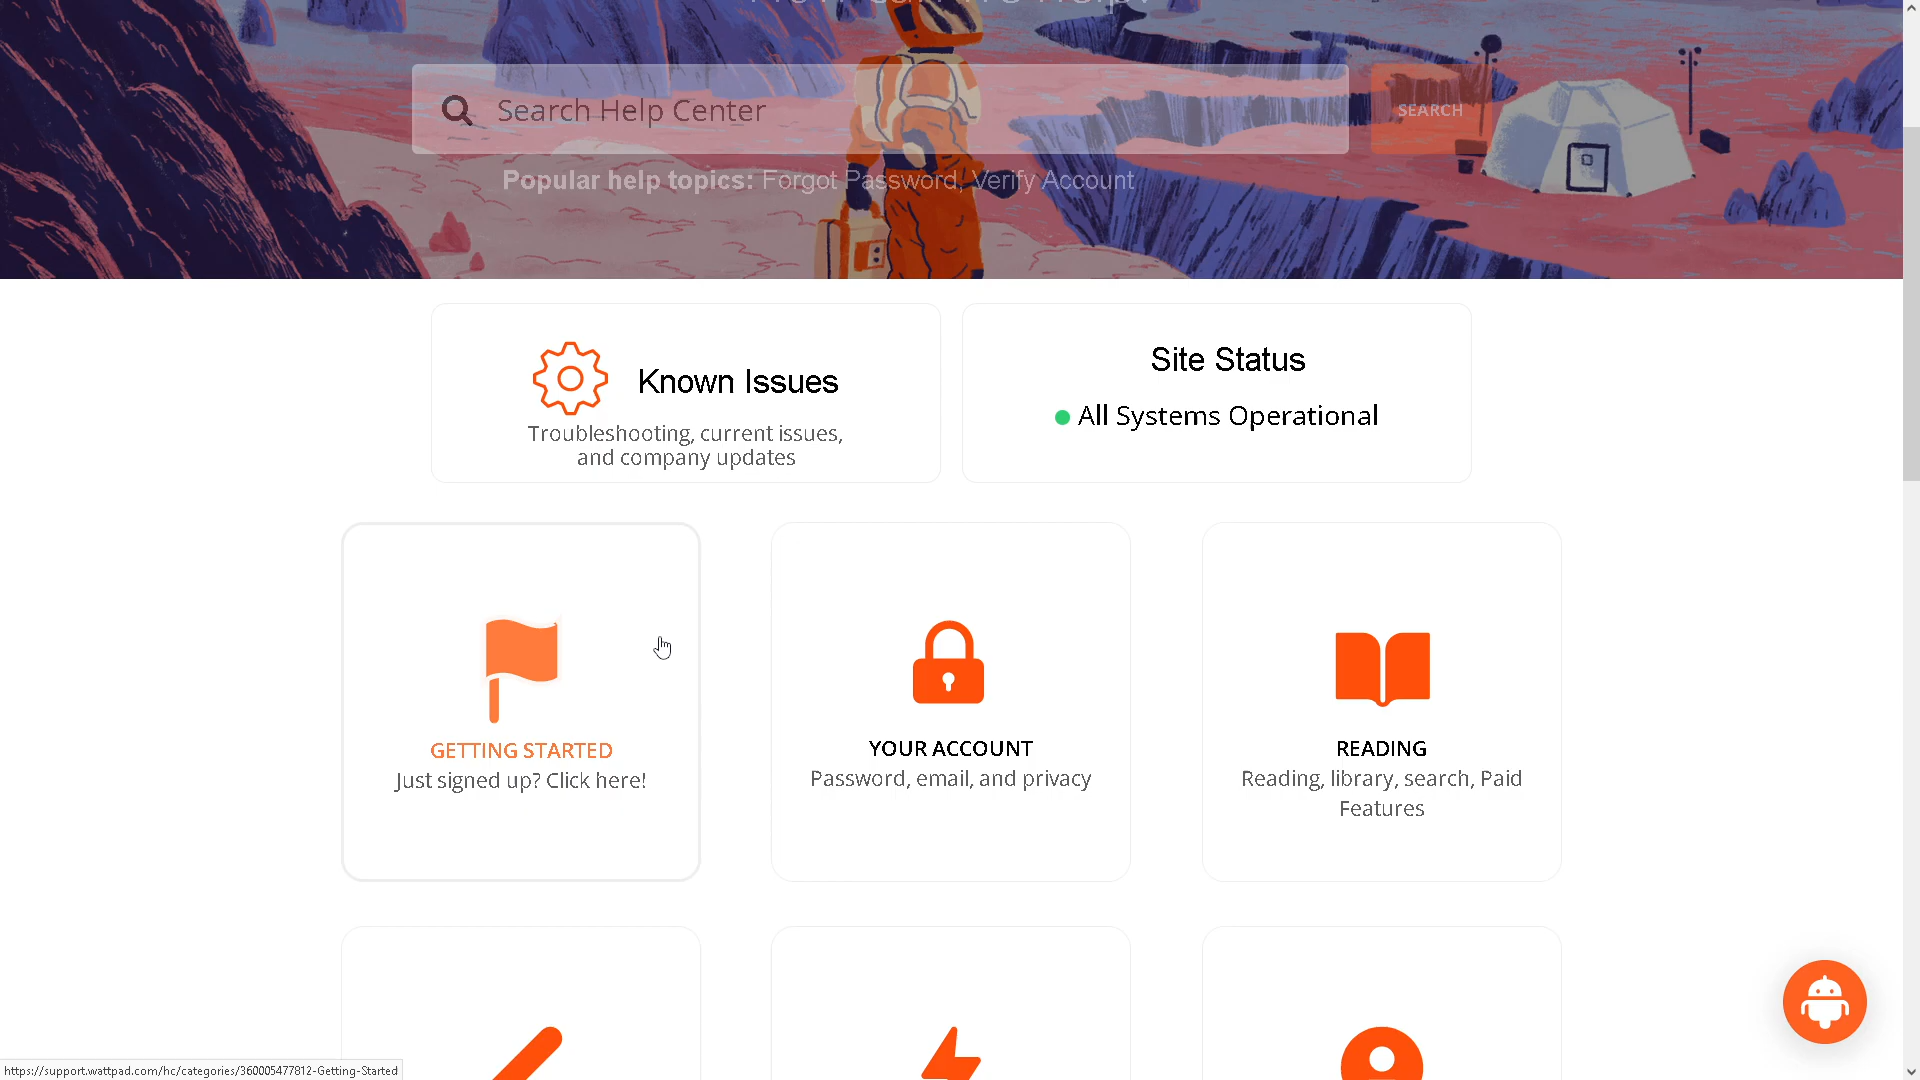 Search Help Center
SEARCH
Popular help topics: Forgot Password, Verify Account
Known Issues
Troubleshooting, current issues,
and company updates
Site Status
All Systems Operational
GETTING STARTED
Just signed up? Click here!
YOUR ACCOUNT
Password, email, and privacy
READING
Reading, library, search, Paid
Features
https://support.wattpad.com/hc/categories/360005477812-Getting-Started